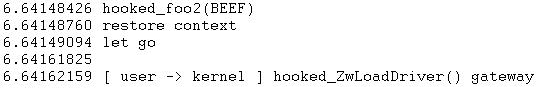 6.64148426 hooked_foo2(BEEF)
6.64148760 restore context
6.64149094 let go
6.64161825
6.64162159 [ user -> kernel ] hooked_ZwLoadDriver() gateway